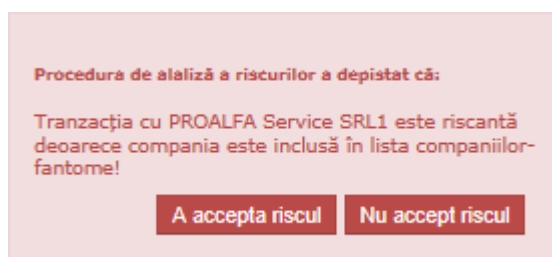 Procedura de alaliză a riscurilor a depistat că:
Tranzacția cu PROALFA Service SRL1 este riscantă
deoarece compania este inclusă în lista companiilor-
fantome!
A accepta riscul Nu accept riscul